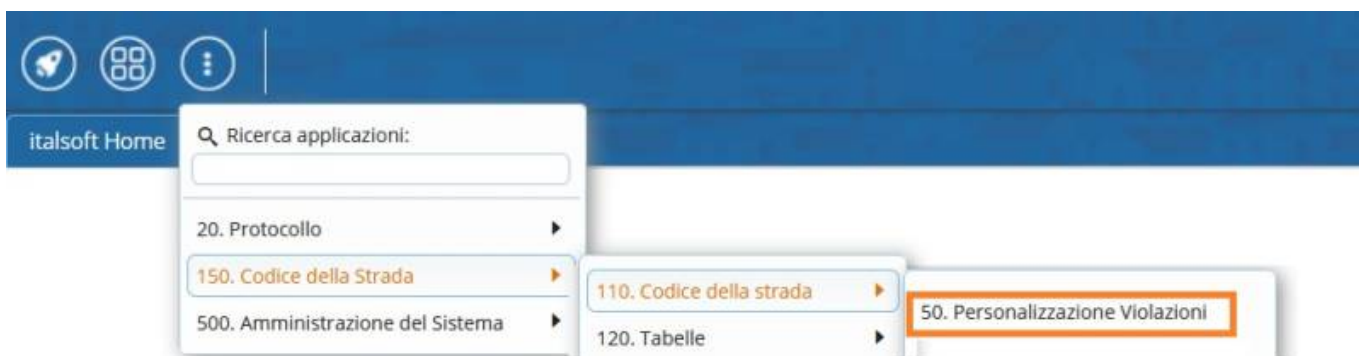 italsoft Home
Ricerca applicazioni:
20. Protocollo
150. Codice della Strada
500. Amministrazione del Sistema
110. Codice della strada
120. Tabelle
50. Personalizzazione Violazioni